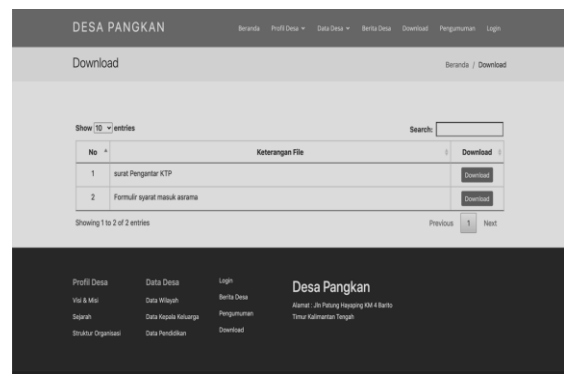 DESA PANGKAN
Beranda Profil Desa Data Desa Berita Desa Download Pengumuman Login
Download
Beranda / Download
Show 10 entries
Search:
No Keterangan File Download
1 surat Pengantar KTP Download
2 Formulir syarat masuk asrama Download
Showing 1 to 2 of 2 entries
Previous 1 Next
Profil Desa
Visi & Misi
Sejarah
Struktur Organisasi
Data Desa
Data Wilayah
Data Kepala Keluarga
Data Pendidikan
Login
Berita Desa
Pengumuman
Download
Desa Pangkan
Alamat : Jln Patung Hayaping KM 4 Barito
Timur Kalimantan Tengah